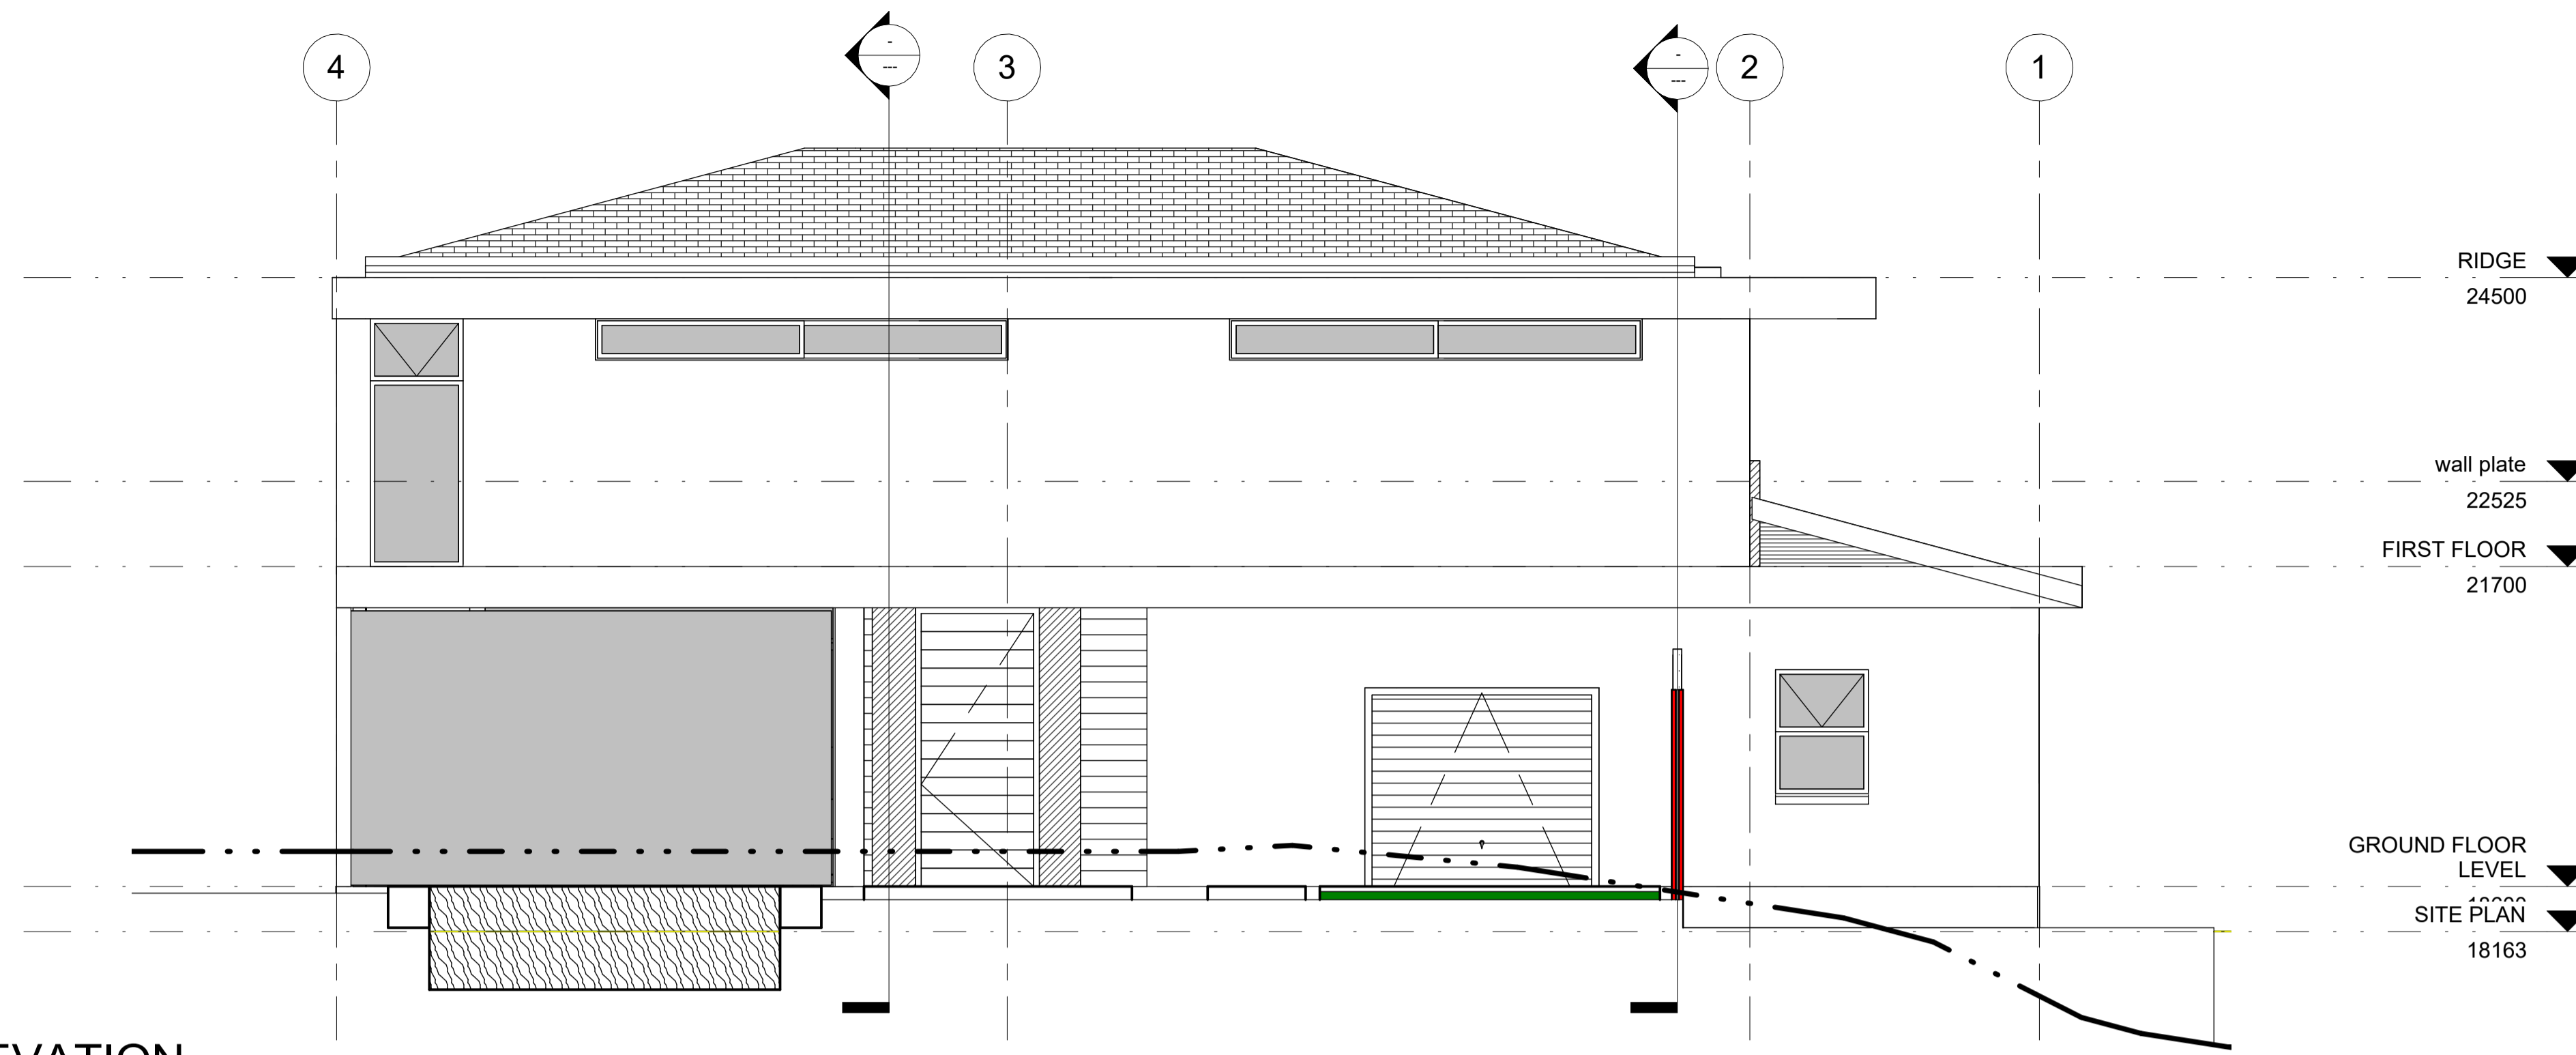 4
-
---
3
-
---
2
1
RIDGE
24500
wall plate
22525
FIRST FLOOR
21700
GROUND FLOOR
LEVEL
SITE PLAN
18163